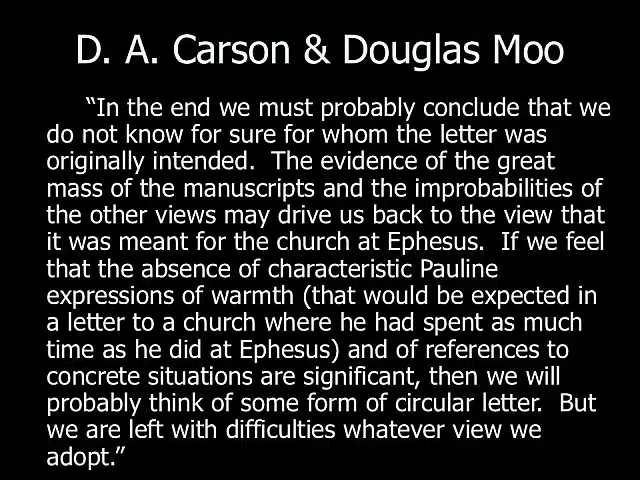 D. A. Carson & Douglas Moo
“In the end we must probably conclude that we
do not know for sure for whom the letter was
originally intended.  The evidence of the great
mass of the manuscripts and the improbabilities of
the other views may drive us back to the view that
it was meant for the church at Ephesus.  If we feel
that the absence of characteristic Pauline
expressions of warmth (that would be expected in
a letter to a church where he had spent as much
time as he did at Ephesus) and of references to
concrete situations are significant, then we will
probably think of some form of circular letter.  But
we are left with difficulties whatever view we
adopt.”